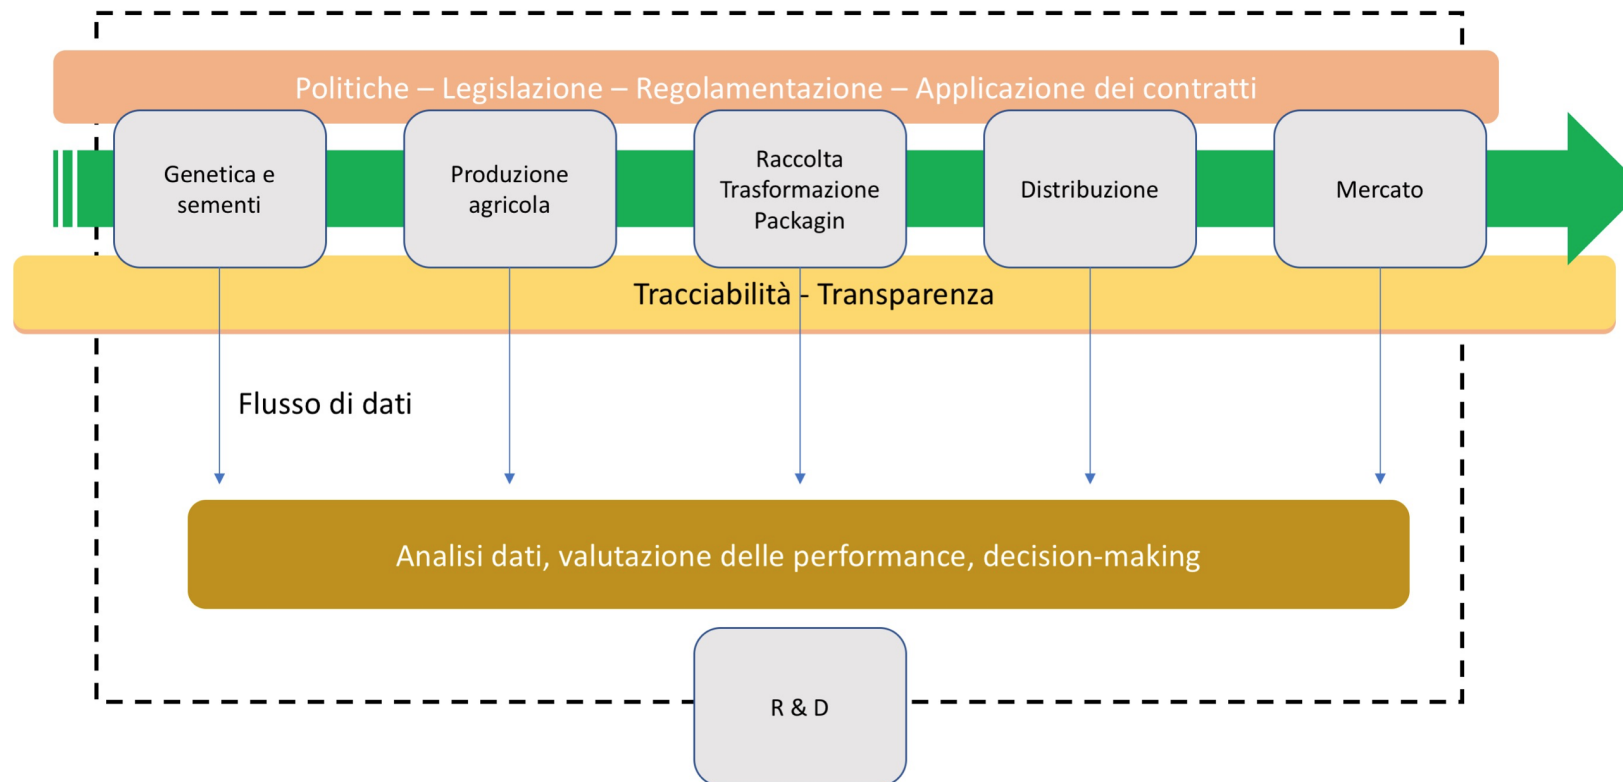 Politiche – Legislazione – Regolamentazione – Applicazione dei contratti
Genetica e
sementi
Produzione
agricola
Raccolta
Trasformazione
Packagin
Distribuzione
Mercato
Tracciabilità - Transparenza
Flusso di dati
Analisi dati, valutazione delle performance, decision-making
R & D